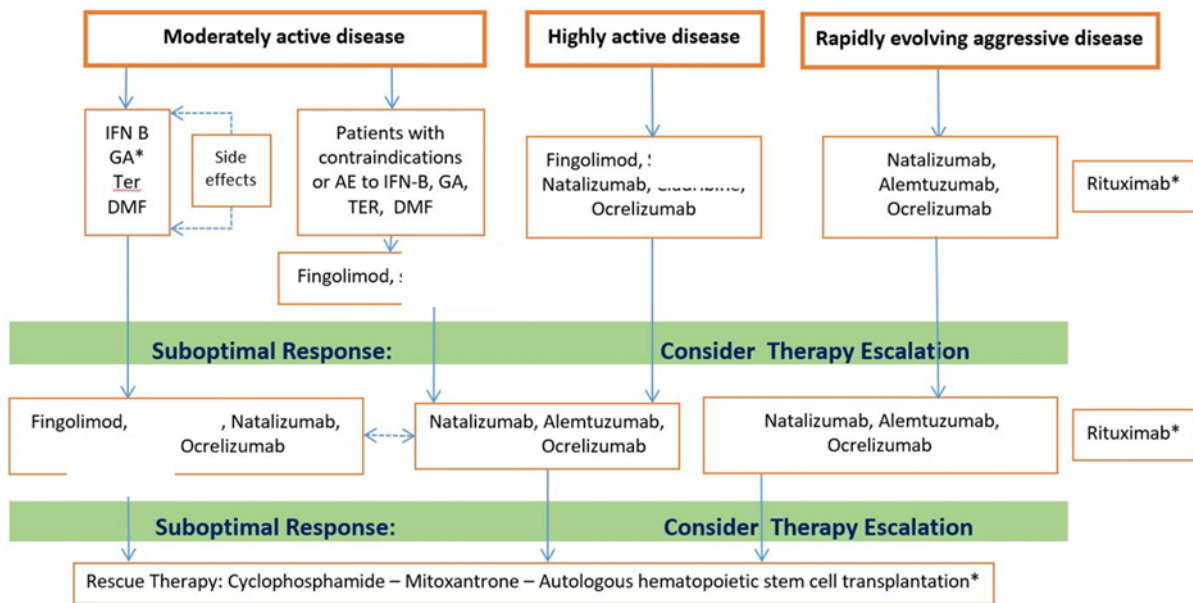 Moderately active disease
Highly active disease
Rapidly evolving aggressive disease
IFN B
GA*
Ter
DMF
Side
effects
Patients with
contraindications
or AE to IFN-B, GA,
TER, DMF
Fingolimod,
Fingolimod,
Natalizumab,
Ocrelizumab
Natalizumab,
Alemtuzumab,
Ocrelizumab
Rituximab*
Suboptimal Response: Consider Therapy Escalation
Fingolimod, , Natalizumab,
Ocrelizumab
Natalizumab, Alemtuzumab,
Ocrelizumab
Natalizumab, Alemtuzumab,
Ocrelizumab
Rituximab*
Suboptimal Response: Consider Therapy Escalation
Rescue Therapy: Cyclophosphamide – Mitoxantrone – Autologous hematopoietic stem cell transplantation*